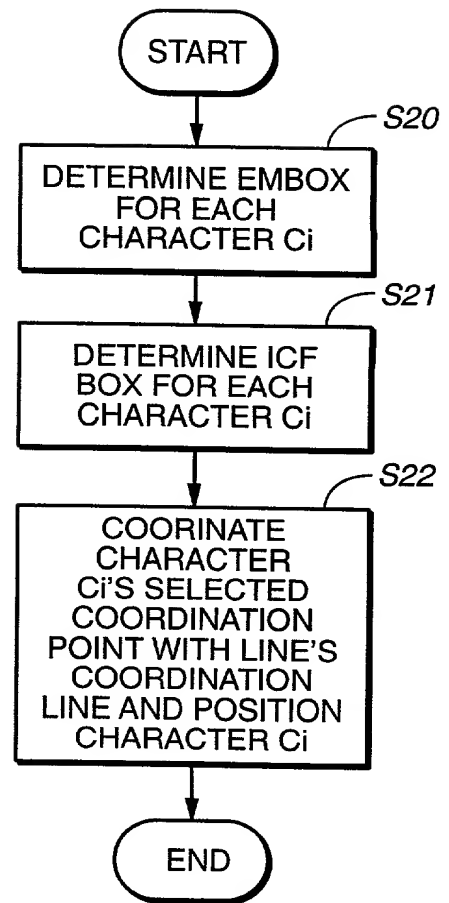 START
S20
DETERMINE EMBOX
FOR EACH
CHARACTER Ci
S21
DETERMINE ICF
BOX FOR EACH
CHARACTER Ci
S22
COORINATE
CHARACTER
Ci'S SELECTED
COORDINATION
POINT WITH LINE'S
COORDINATION
LINE AND POSITION
CHARACTER Ci
END